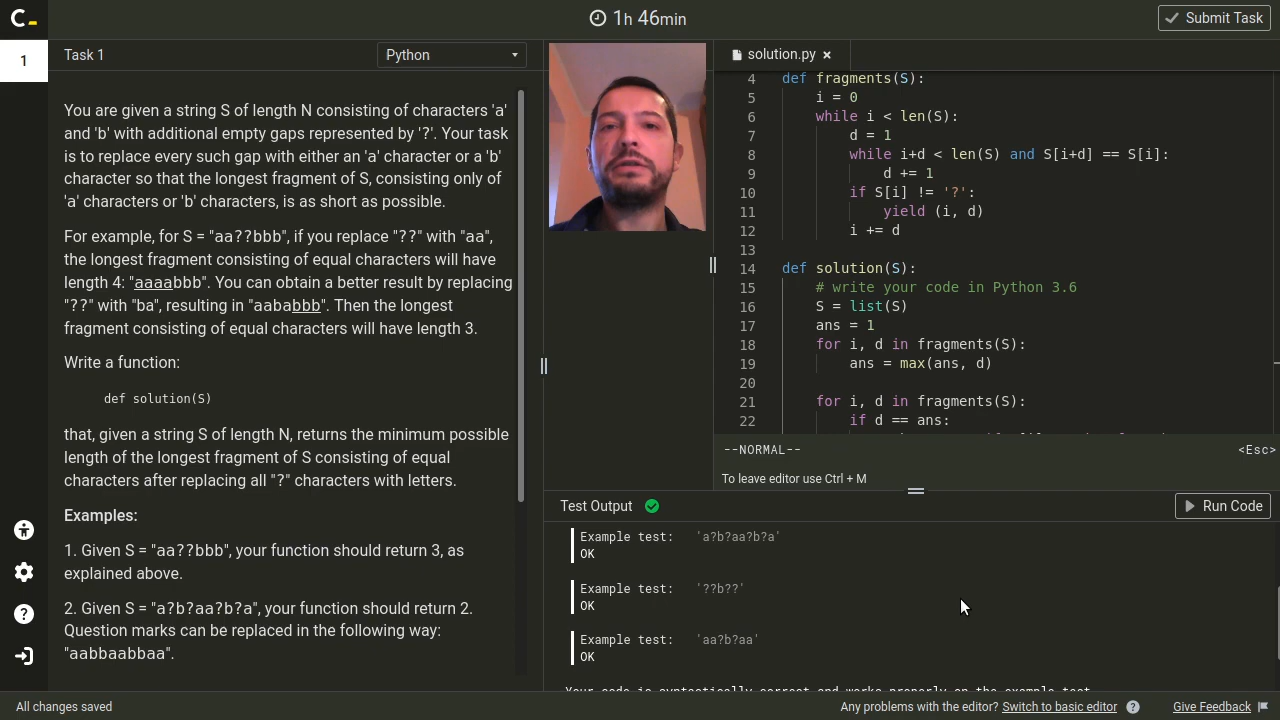 C_
1h 46min
Submit Task
1
Task 1
Python
solution.py ×
You are given a string S of length N consisting of characters 'a'
and 'b' with additional empty gaps represented by '?'. Your task
is to replace every such gap with either an 'a' character or a 'b'
character so that the longest fragment of S, consisting only of
'a' characters or 'b' characters, is as short as possible.
For example, for S = "aa??bbb", if you replace "??" with "aa",
the longest fragment consisting of equal characters will have
length 4: "aaaabbb". You can obtain a better result by replacing
"??" with "ba", resulting in "aababbb". Then the longest
fragment consisting of equal characters will have length 3.
Write a function:
def solution(S)
that, given a string S of length N, returns the minimum possible
length of the longest fragment of S consisting of equal
characters after replacing all "?" characters with letters.
Examples:
1. Given S = "aa??bbb", your function should return 3, as
explained above.
2. Given S = "a?b?aa?b?a", your function should return 2.
Question marks can be replaced in the following way:
"aabbaabbaa".
4 def fragments(S):
5 i = 0
6 while i < len(S):
7 d = 1
8 while i+d < len(S) and S[i+d] == S[i]:
9 d += 1
10 if S[i] != '?':
11 yield (i, d)
12 i += d
13
14 def solution(S):
15 # write your code in Python 3.6
16 S = list(S)
17 ans = 1
18 for i, d in fragments(S):
19 ans = max(ans, d)
20
21 for i, d in fragments(S):
22 if d == ans:
--NORMAL-- <Esc>
To leave editor use Ctrl + M
Test Output
Run Code
Example test: 'a?b?aa?b?a'
OK
Example test: '??b??'
OK
Example test: 'aa?b?aa'
OK
Your code is syntactically correct and works properly on the example test.
All changes saved
Any problems with the editor? Switch to basic editor
Give Feedback